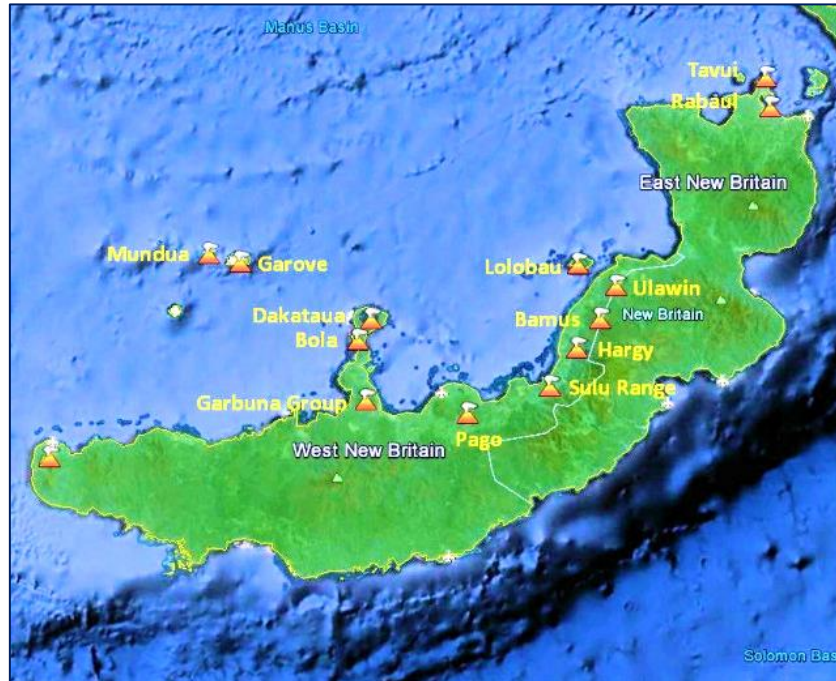 Manus Basin
Tavui
Rabaul
East New Britain
Mundua
Garove
Lolobau
Ulawin
Dakataua
Bamus
New Britain
Bola
Hargy
Sulu Range
Garbuna Group
Pago
West New Britain
Solomon Bas